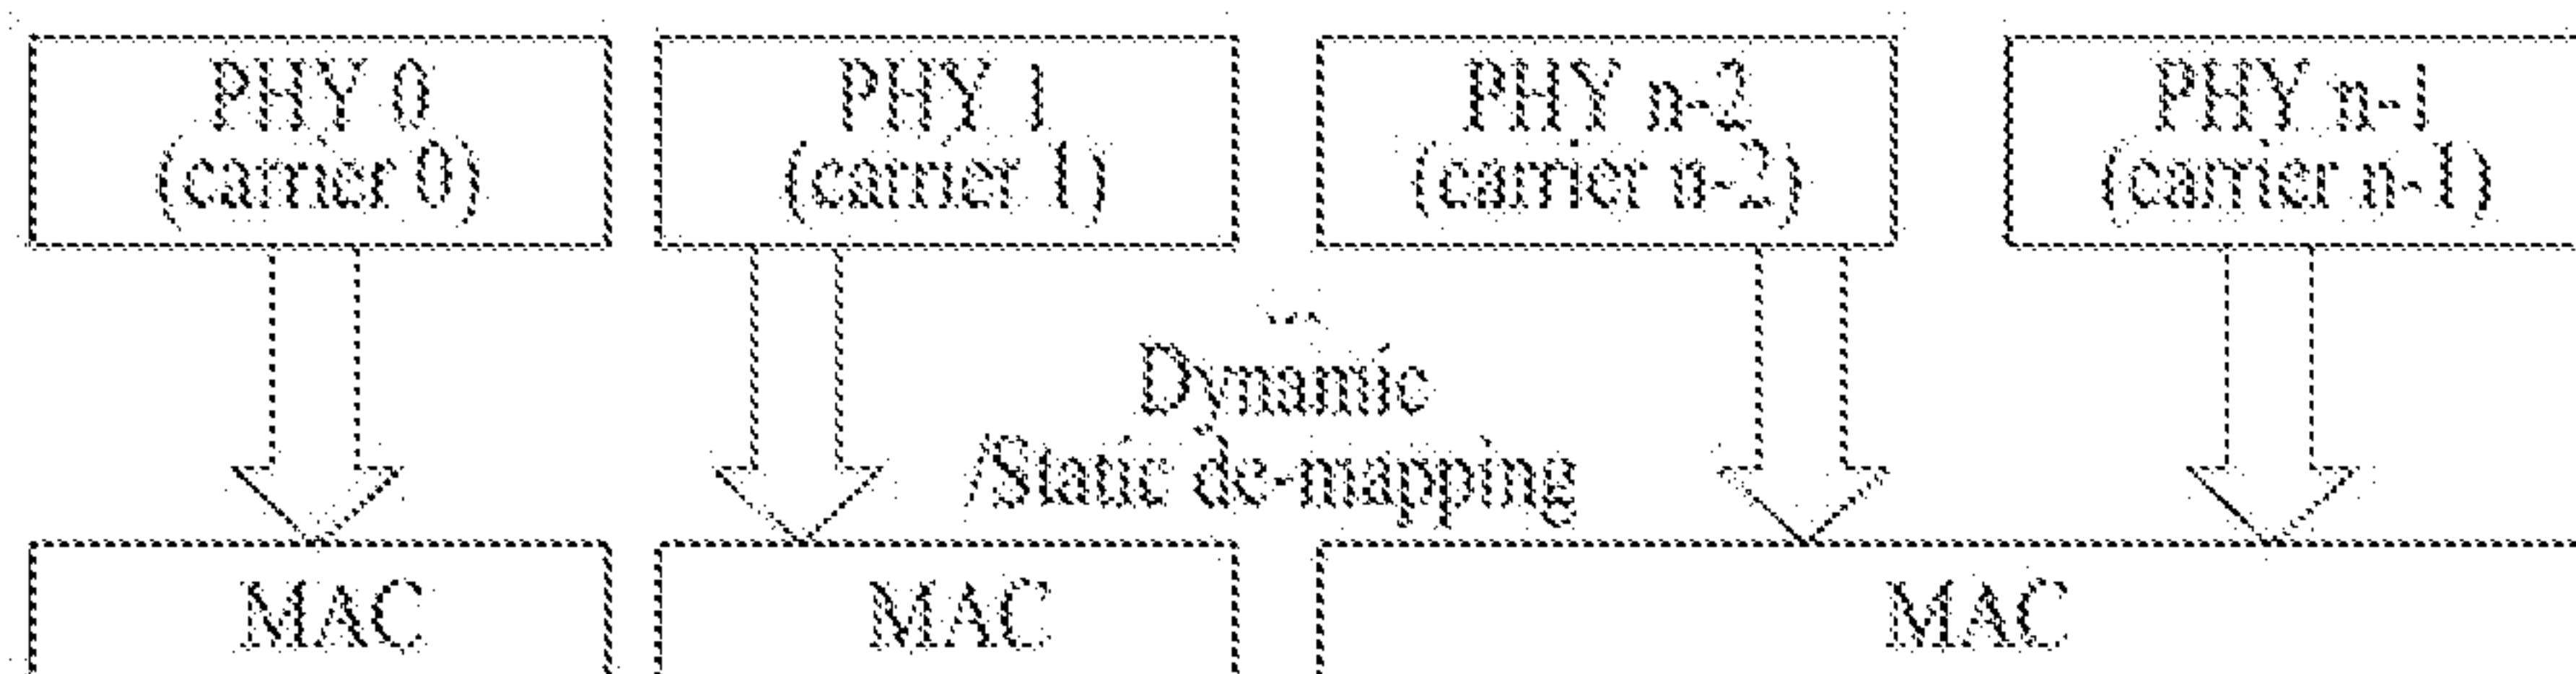 PHY 0
(carrier 0)
PHY 1
(carrier 1)
PHY n-2
(carrier n-2)
PHY n-1
(carrier n-1)
...
Dynamic
/Static de-mapping
MAC
MAC
MAC